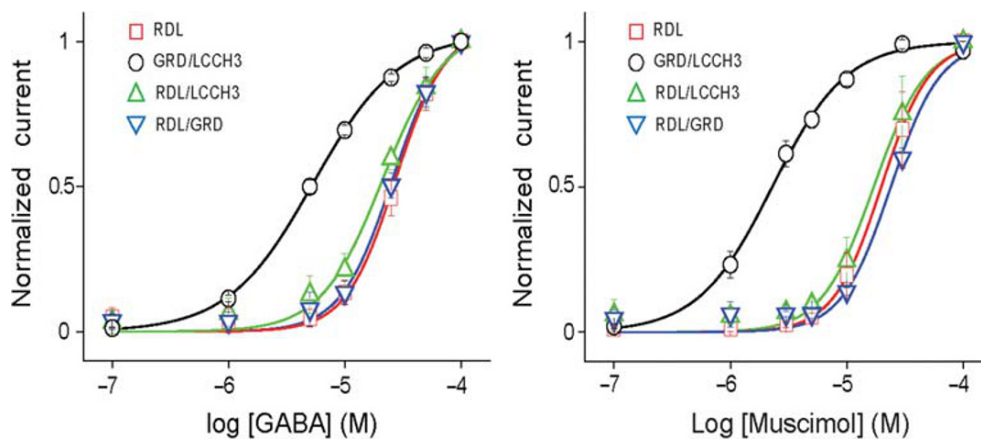 Normalized current
1
0.5
0
RDL
GRD/LCCH3
RDL/LCCH3
RDL/GRD
–7
–6
–5
–4
log [GABA] (M)
Normalized current
1
0.5
0
RDL
GRD/LCCH3
RDL/LCCH3
RDL/GRD
–7
–6
–5
–4
Log [Muscimol] (M)